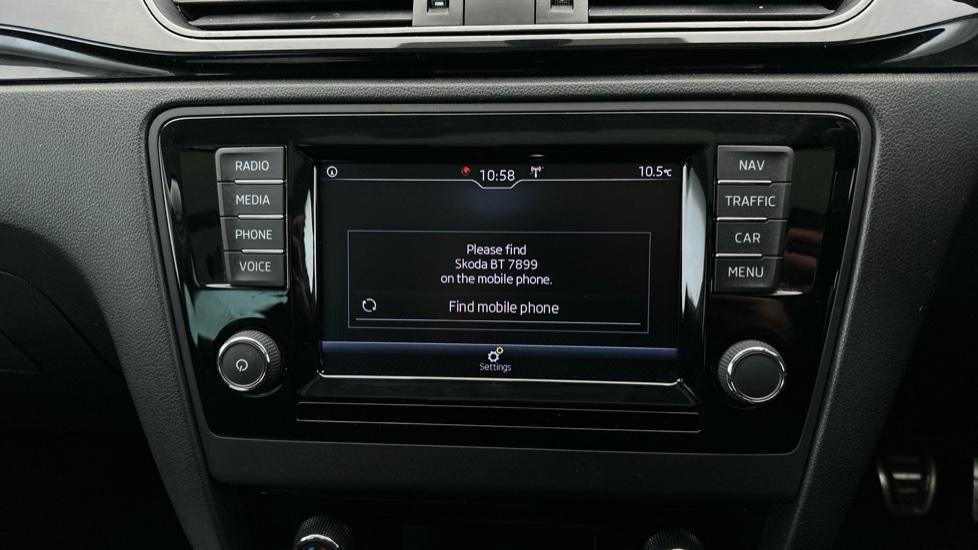 RADIO
MEDIA
PHONE
VOICE
10:58
10.5°C
Please find
Skoda BT 7899
on the mobile phone.
Find mobile phone
Settings
NAV
TRAFFIC
CAR
MENU